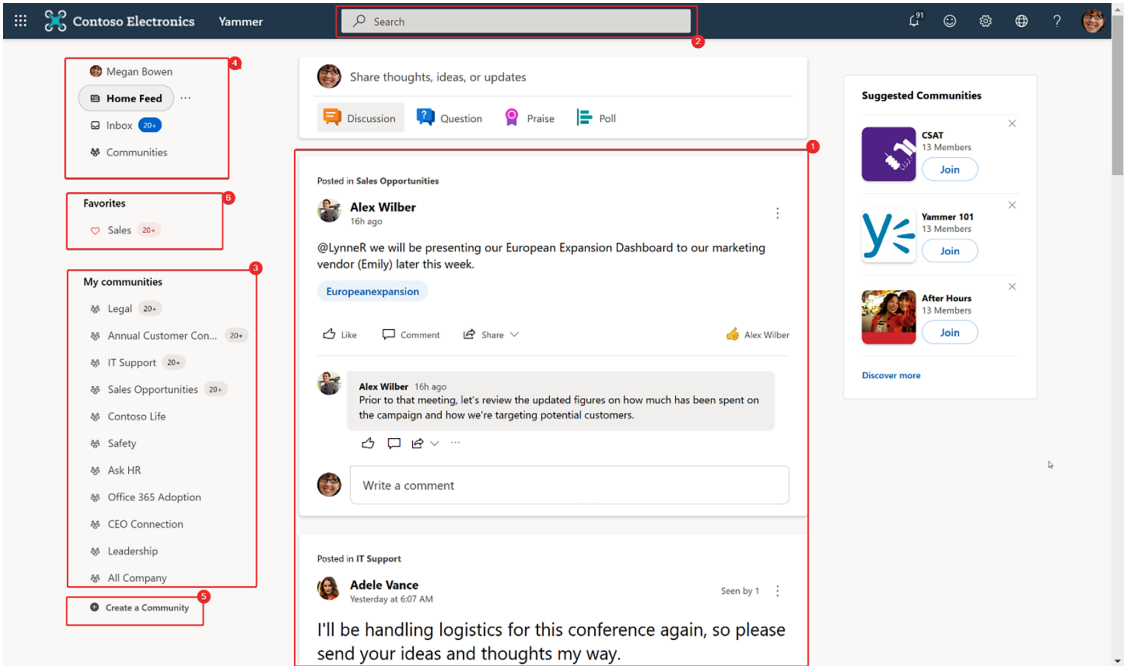 Contoso Electronics Yammer
Search
91
?
2
4
Megan Bowen
Home Feed ...
Inbox 20+
Communities
6
Favorites
Sales 20+
3
My communities
Legal 20+
Annual Customer Con... 20+
IT Support 20+
Sales Opportunities 20+
Contoso Life
Safety
Ask HR
Office 365 Adoption
CEO Connection
Leadership
All Company
5
Create a Community
Share thoughts, ideas, or updates
Discussion ? Question Praise Poll
1
Posted in Sales Opportunities
Alex Wilber
16h ago
@LynneR we will be presenting our European Expansion Dashboard to our marketing
vendor (Emily) later this week.
Europeanexpansion
Like Comment Share Alex Wilber
Alex Wilber 16h ago
Prior to that meeting, let's review the updated figures on how much has been spent on
the campaign and how we're targeting potential customers.
...
Write a comment
Posted in IT Support
Adele Vance
Yesterday at 6:07 AM
Seen by 1
I'll be handling logistics for this conference again, so please
send your ideas and thoughts my way.
Suggested Communities
CSAT
13 Members
Join
Yammer 101
13 Members
Join
After Hours
13 Members
Join
Discover more